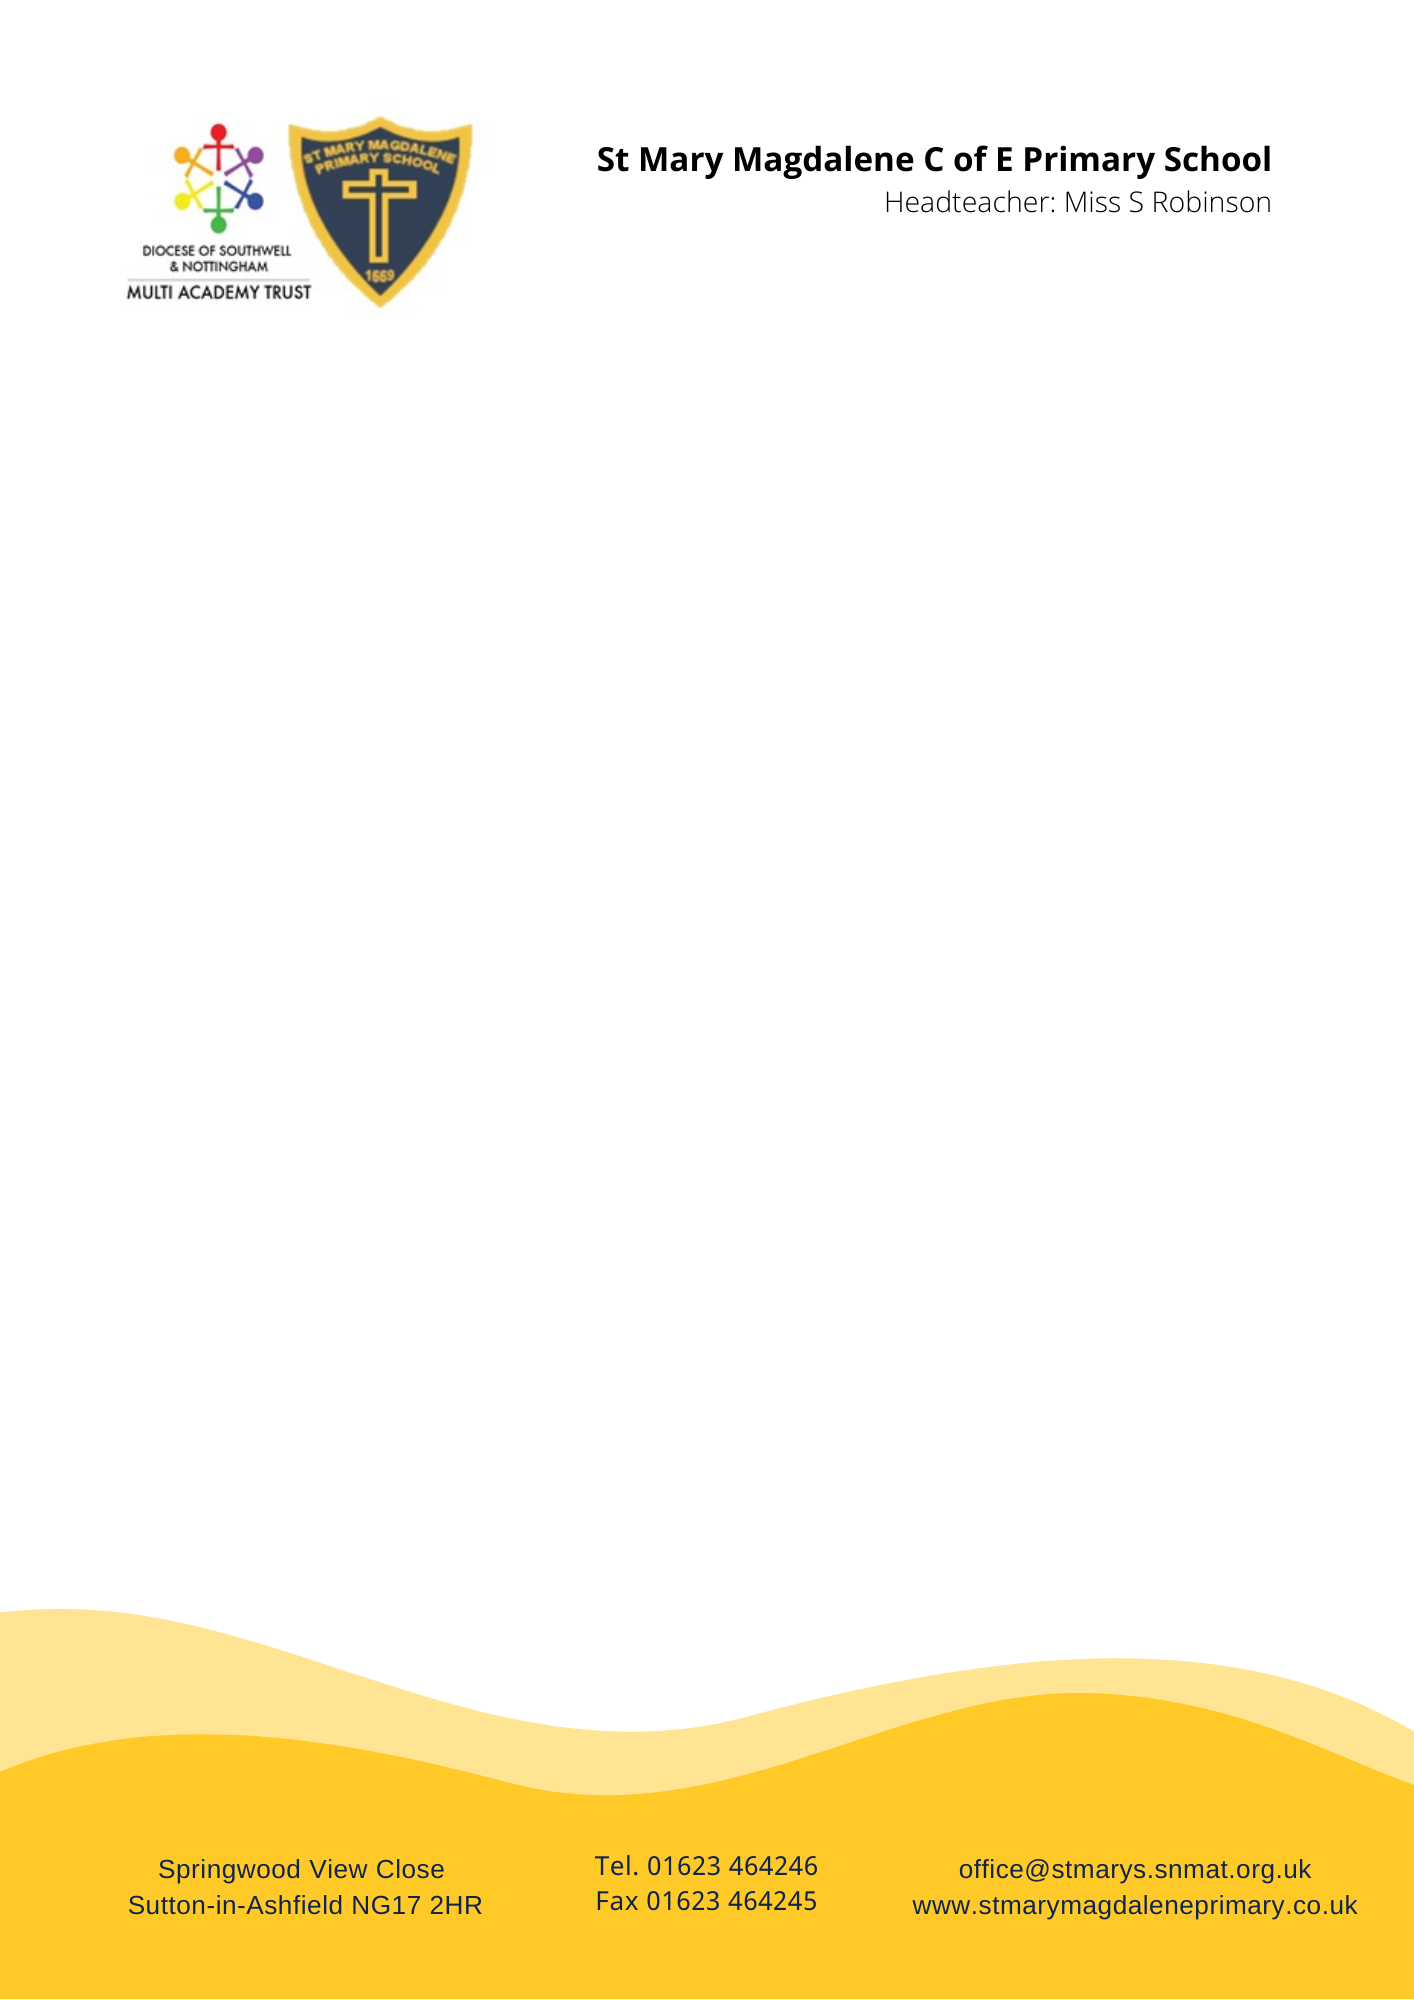 ST MARY MAGDALENE
PRIMARY SCHOOL
1669
DIOCESE OF SOUTHWELL
& NOTTINGHAM
MULTI ACADEMY TRUST
St Mary Magdalene C of E Primary School
Headteacher: Miss S Robinson
Springwood View Close
Sutton-in-Ashfield NG17 2HR
Tel. 01623 464246
Fax 01623 464245
office@stmarys.snmat.org.uk
www.stmarymagdaleneprimary.co.uk